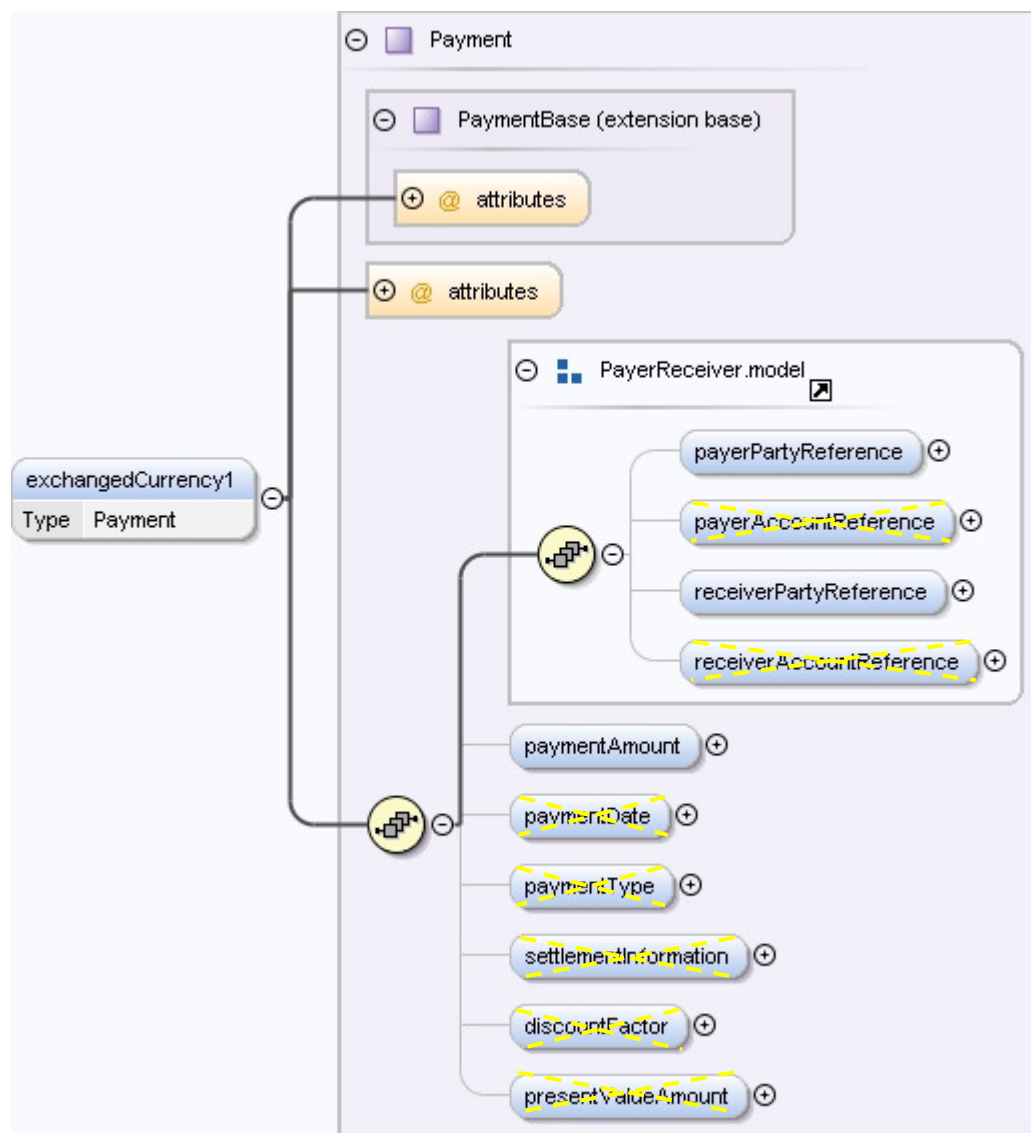 Payment
PaymentBase (extension base)
@ attributes
@ attributes
PayerReceiver.model
exchangedCurrency1
Type Payment
payerPartyReference
payerAccountReference
receiverPartyReference
receiverAccountReference
paymentAmount
paymentDate
paymentType
settlementInformation
discountFactor
presentValueAmount